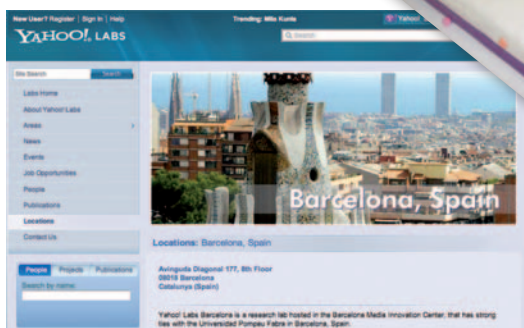 New User? Register | Sign In | Help
Trending: Mila Kunis
Yahoo!
YAHOO! LABS
Search
Site Search
Search
Labs Home
About Yahoo! Labs
Areas
News
Events
Job Opportunities
People
Publications
Locations
Contact Us
Barcelona, Spain
Locations: Barcelona, Spain
People
Projects
Publications
Search by name:
Avinguda Diagonal 177, 8th Floor
08018 Barcelona
Catalunya (Spain)
Yahoo! Labs Barcelona is a research lab hosted in the Barcelona Media Innovation Center, that has strong
ties with the Universidad Pompeu Fabra in Barcelona, Spain.